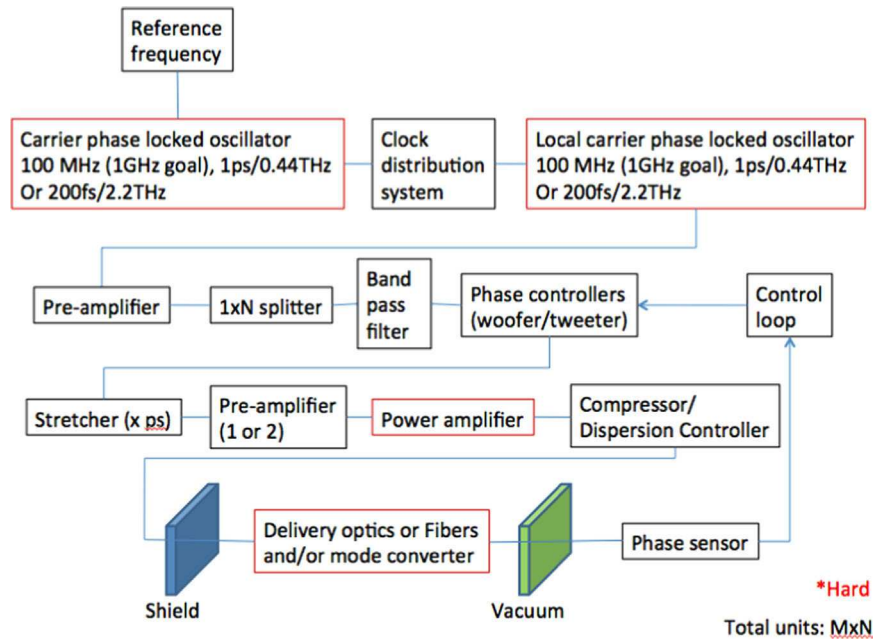 Reference
frequency
Carrier phase locked oscillator
100 MHz (1GHz goal), 1ps/0.44THz
Or 200fs/2.2THz
Clock
distribution
system
Local carrier phase locked oscillator
100 MHz (1GHz goal), 1ps/0.44THz
Or 200fs/2.2THz
Pre-amplifier
1xN splitter
Band
pass
filter
Phase controllers
(woofer/tweeter)
Control
loop
Stretcher (x ps)
Pre-amplifier
(1 or 2)
Power amplifier
Compressor/
Dispersion Controller
Delivery optics or Fibers
and/or mode converter
Phase sensor
Shield
Vacuum
*Hard
Total units: MxN